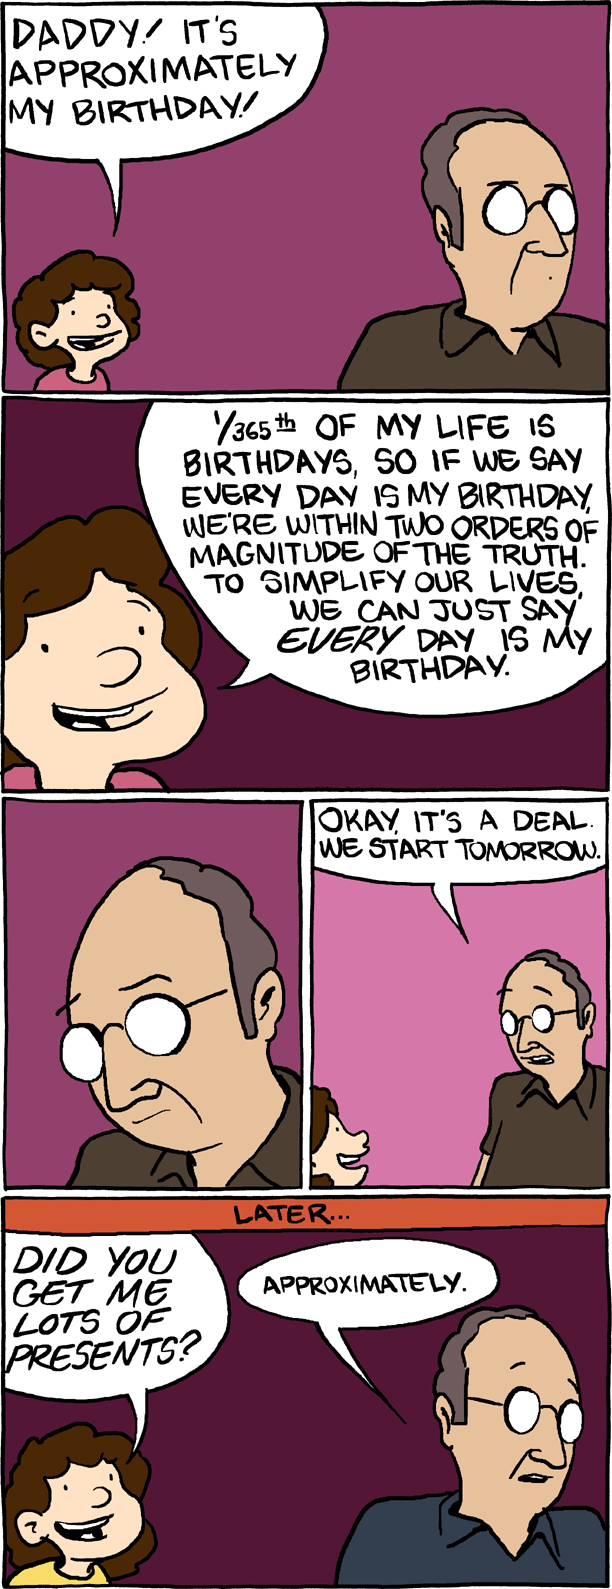 DADDY! IT'S
APPROXIMATELY
MY BIRTHDAY!
1/365th OF MY LIFE IS
BIRTHDAYS, SO IF WE SAY
EVERY DAY IS MY BIRTHDAY,
WE'RE WITHIN TWO ORDERS OF
MAGNITUDE OF THE TRUTH.
TO SIMPLIFY OUR LIVES,
WE CAN JUST SAY
EVERY DAY IS MY
BIRTHDAY.
OKAY, IT'S A DEAL.
WE START TOMORROW.
LATER...
DID YOU
GET ME
LOTS OF
PRESENTS?
APPROXIMATELY.